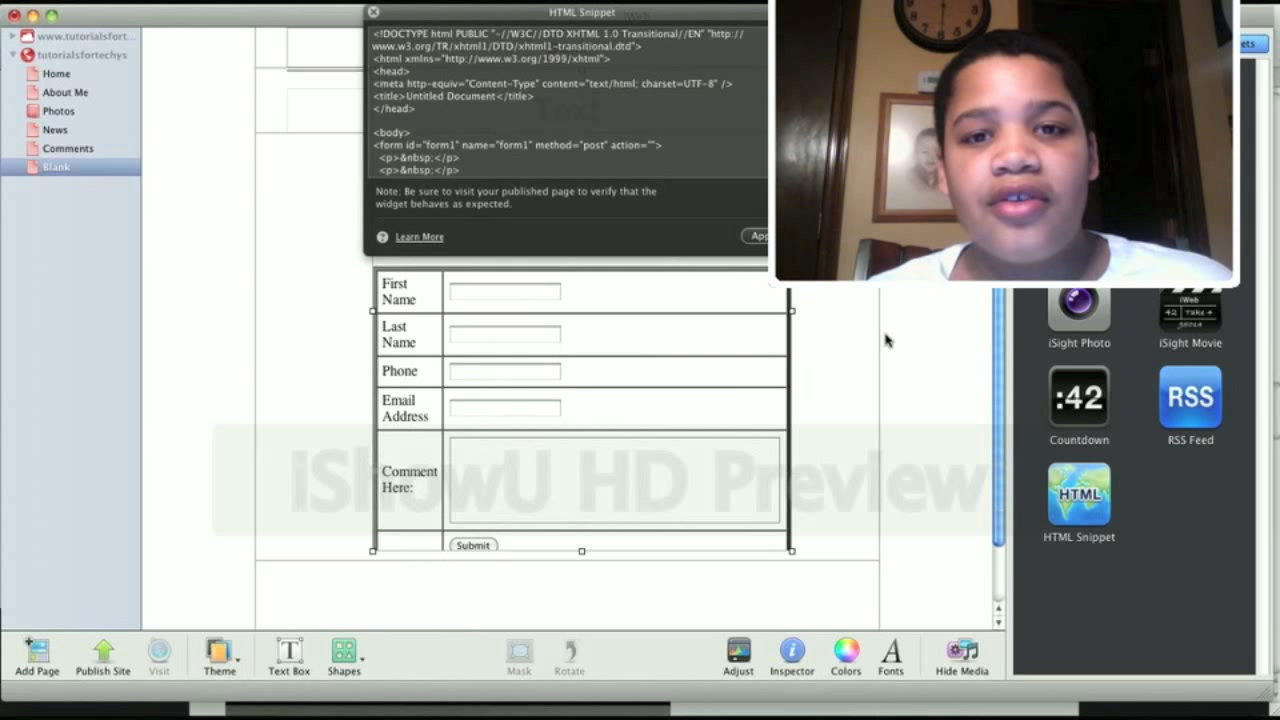 HTML Snippet
www.tutorialsfort...
tutorialsfortechys
Home
About Me
Photos
News
Comments
Blank
<!DOCTYPE html PUBLIC "-//W3C//DTD XHTML 1.0 Transitional//EN" "http://
www.w3.org/TR/xhtml1/DTD/xhtml1-transitional.dtd">
<html xmlns="http://www.w3.org/1999/xhtml">
<head>
<meta http-equiv="Content-Type" content="text/html; charset=UTF-8" />
<title>Untitled Document</title>
</head>
<body>
<form id="form1" name="form1" method="post" action="">
<p>&nbsp;</p>
<p>&nbsp;</p>
Text
Note: Be sure to visit your published page to verify that the
widget behaves as expected.
Learn More
First
Name
Last
Name
Phone
Email
Address
Comment
Here:
Submit
iShowU HD Preview
iWeb
iSight Photo
iSight Movie
:42
RSS
Countdown
RSS Feed
HTML
HTML Snippet
Add Page
Publish Site
Visit
Theme
T
Text Box
Shapes
Mask
Rotate
Adjust
Inspector
Colors
Fonts
Hide Media